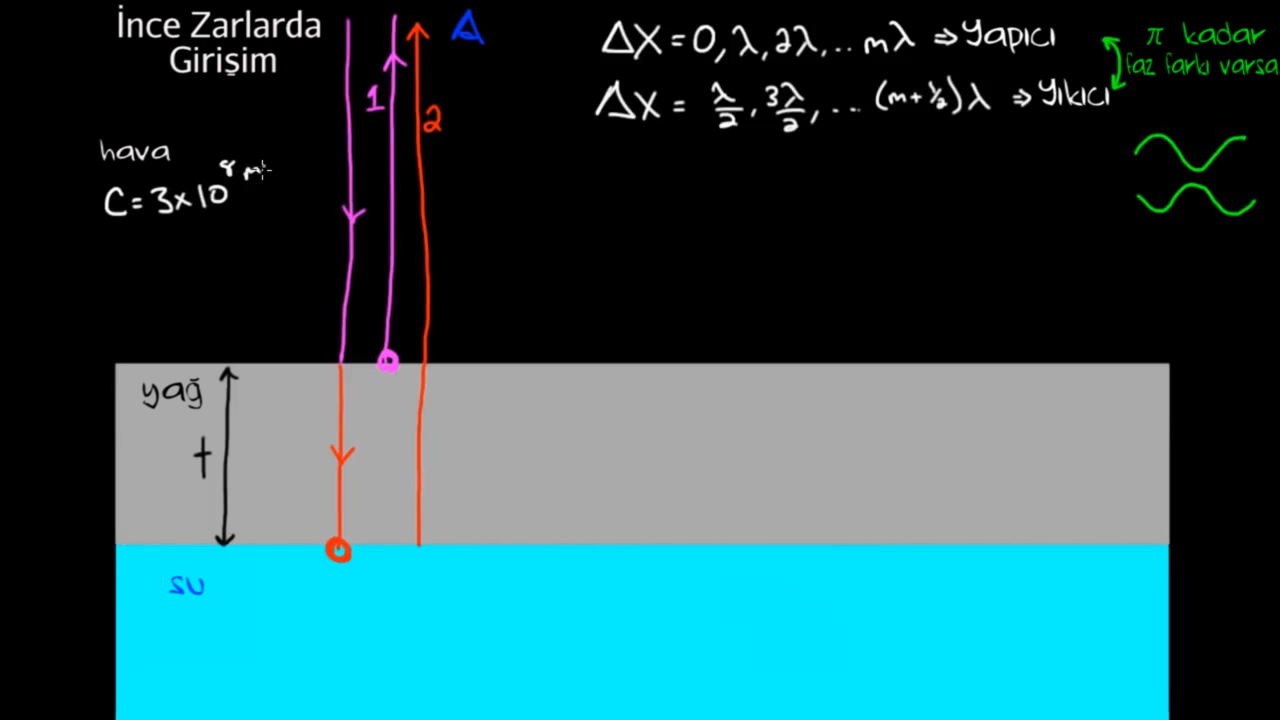 İnce Zarlarda
Girişim
1
2
ΔX = 0, λ, 2λ, .. mλ ⇒ Yapıcı
ΔX = λ/2, 3λ/2, ... (m+1/2) λ ⇒ Yıkıcı
π kadar
faz farkı varsa
hava
C = 3x10⁸ m
yağ
t
su